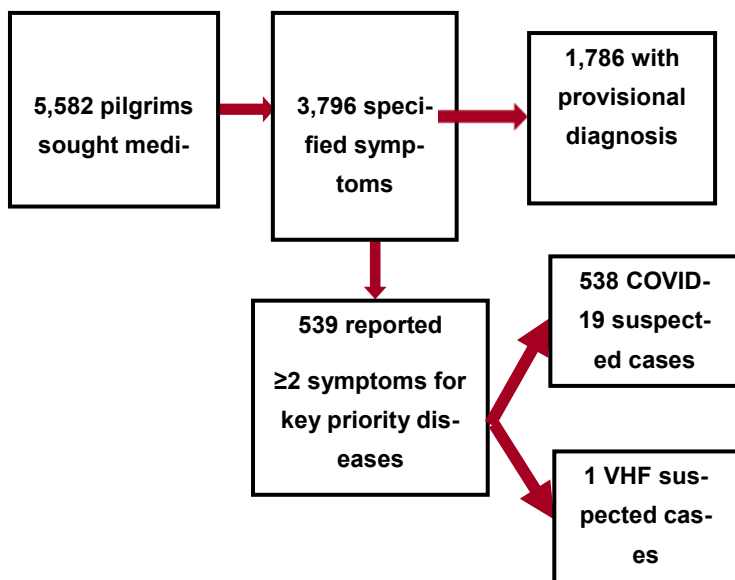 5,582 pilgrims
sought medi-
3,796 speci-
fied symp-
toms
1,786 with
provisional
diagnosis
539 reported
≥2 symptoms for
key priority dis-
eases
538 COVID-
19 suspect-
ed cases
1 VHF sus-
pected cas-
es